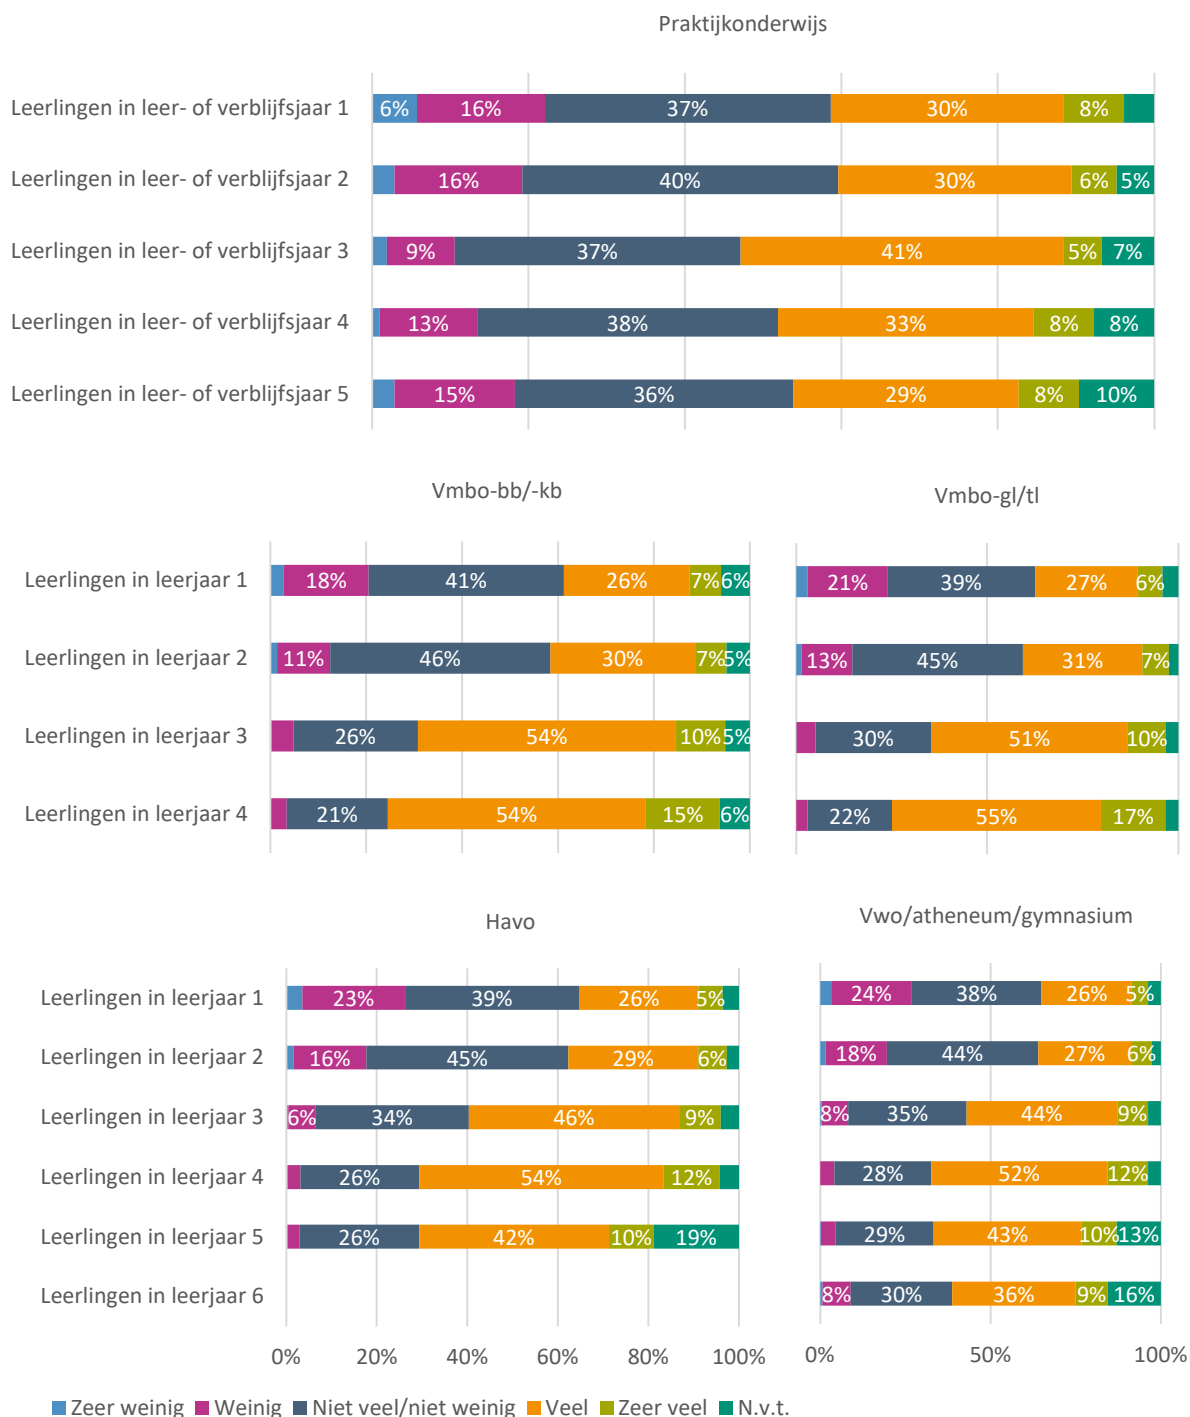 Praktijkonderwijs
Leerlingen in leer- of verblijfsjaar 1 6% 16% 37% 30% 8%
Leerlingen in leer- of verblijfsjaar 2 16% 40% 30% 6% 5%
Leerlingen in leer- of verblijfsjaar 3 9% 37% 41% 5% 7%
Leerlingen in leer- of verblijfsjaar 4 13% 38% 33% 8% 8%
Leerlingen in leer- of verblijfsjaar 5 15% 36% 29% 8% 10%
Vmbo-bb/-kb
Leerlingen in leerjaar 1 18% 41% 26% 7% 6%
Leerlingen in leerjaar 2 11% 46% 30% 7% 5%
Leerlingen in leerjaar 3 26% 54% 10% 5%
Leerlingen in leerjaar 4 21% 54% 15% 6%
Vmbo-gl/tl
21% 39% 27% 6%
13% 45% 31% 7%
30% 51% 10%
22% 55% 17%
Havo
Leerlingen in leerjaar 1 23% 39% 26% 5%
Leerlingen in leerjaar 2 16% 45% 29% 6%
Leerlingen in leerjaar 3 6% 34% 46% 9%
Leerlingen in leerjaar 4 26% 54% 12%
Leerlingen in leerjaar 5 26% 42% 10% 19%
Leerlingen in leerjaar 6
0% 20% 40% 60% 80% 100%
Vwo/atheneum/gymnasium
24% 38% 26% 5%
18% 44% 27% 6%
8% 35% 44% 9%
28% 52% 12%
29% 43% 10% 13%
8% 30% 36% 9% 16%
0% 50% 100%
Zeer weinig Weinig Niet veel/niet weinig Veel Zeer veel N.v.t.